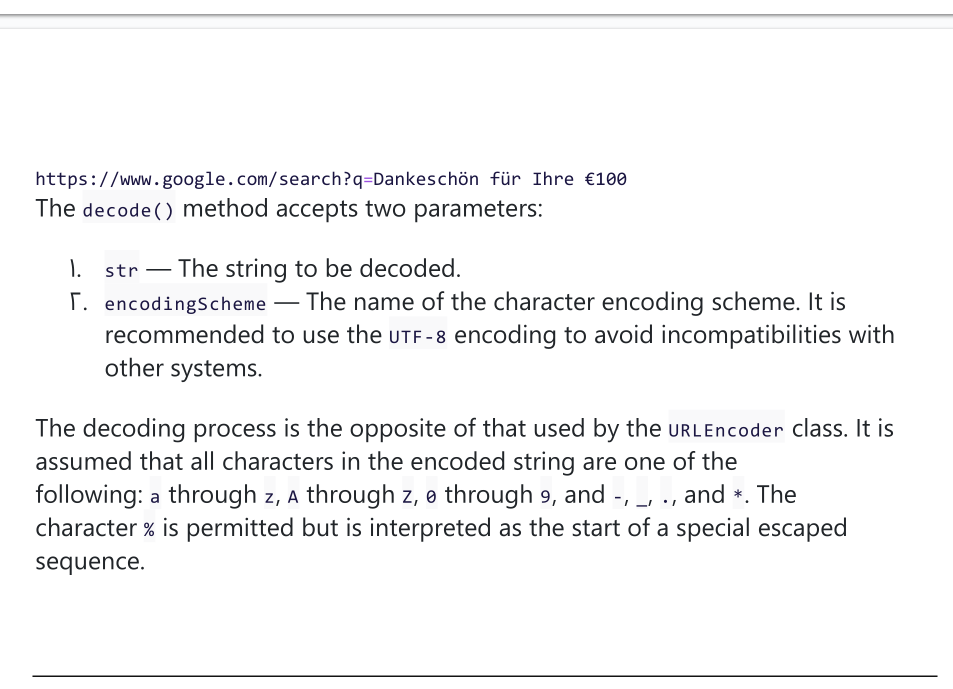 https://www.google.com/search?q=Dankeschön für Ihre €100
The decode() method accepts two parameters:
١. str — The string to be decoded.
٢. encodingScheme — The name of the character encoding scheme. It is
recommended to use the UTF-8 encoding to avoid incompatibilities with
other systems.
The decoding process is the opposite of that used by the URLEncoder class. It is
assumed that all characters in the encoded string are one of the
following: a through z, A through Z, 0 through 9, and -, _, ., and *. The
character % is permitted but is interpreted as the start of a special escaped
sequence.